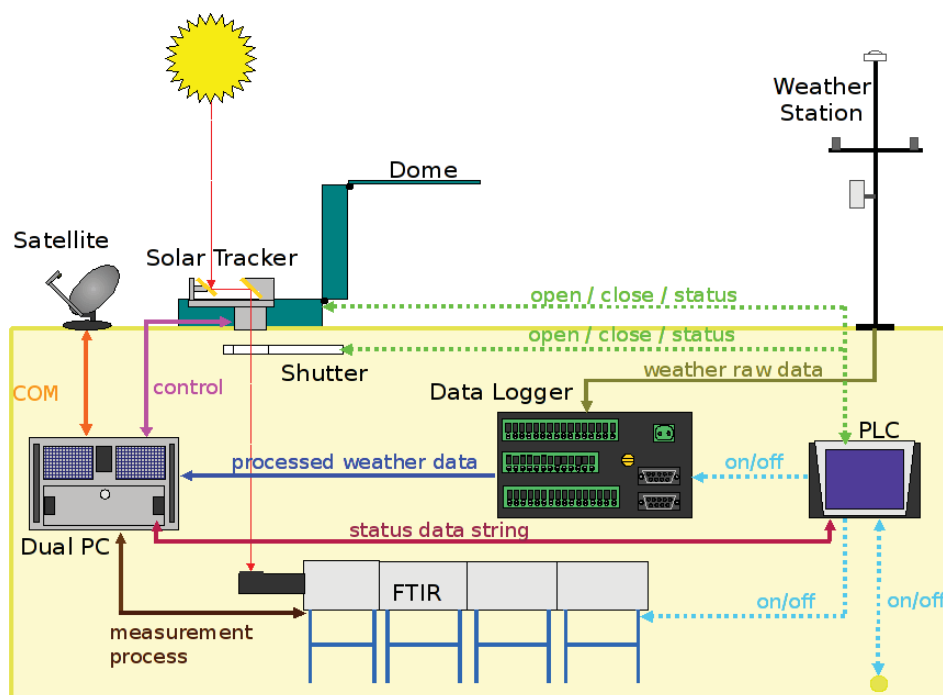 Weather
Station
Dome
Satellite
Solar Tracker
open / close / status
open / close / status
Shutter
weather raw data
COM
control
Data Logger
PLC
processed weather data
on/off
status data string
Dual PC
FTIR
on/off
on/off
measurement
process